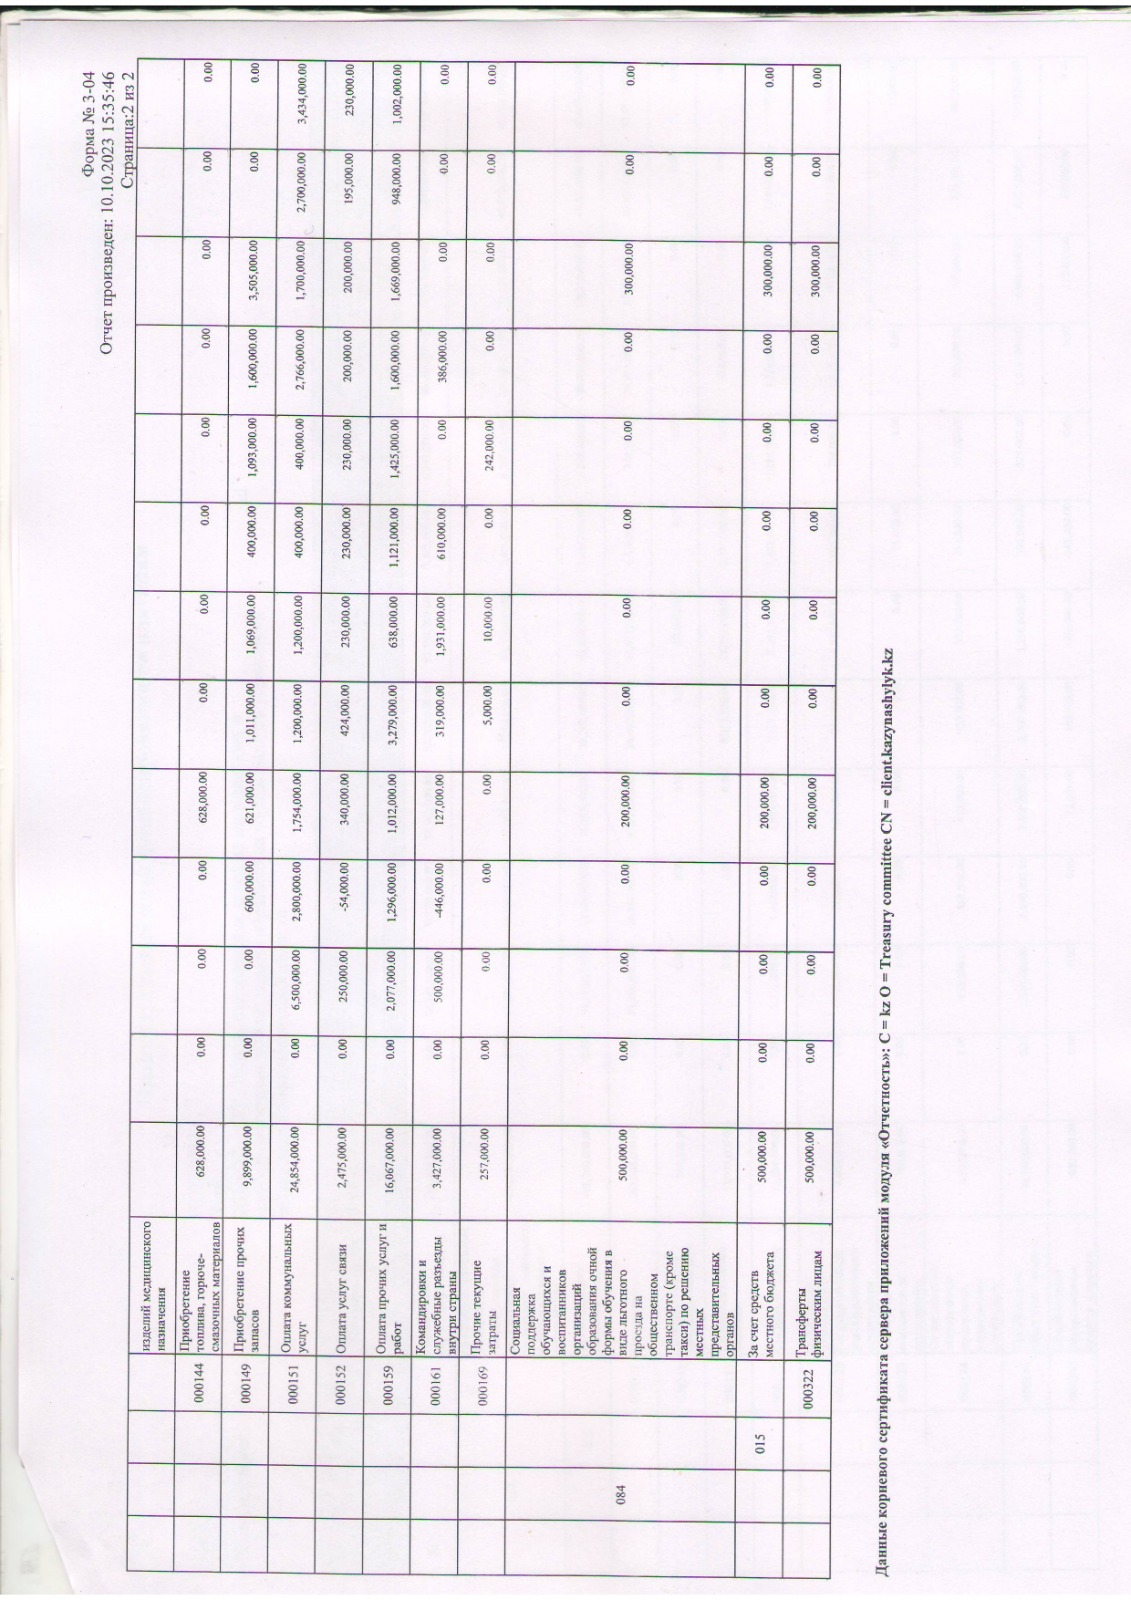 Форма № 3-04
Отчет произведен: 10.10.2023 15:35:46
Страница:2 из 2
изделий медицинского
назначения
000144 Приобретение 628,000.00 0.00 0.00 0.00 628,000.00 0.00 0.00 0.00 0.00 0.00 0.00 0.00 0.00
топлива, горюче-
смазочных материалов
000149 Приобретение прочих 9,899,000.00 0.00 0.00 600,000.00 621,000.00 1,011,000.00 1,069,000.00 400,000.00 1,093,000.00 1,600,000.00 3,505,000.00 0.00 0.00
запасов
000151 Оплата коммунальных 24,854,000.00 0.00 6,500,000.00 2,800,000.00 1,754,000.00 1,200,000.00 1,200,000.00 400,000.00 400,000.00 2,766,000.00 1,700,000.00 2,700,000.00 3,434,000.00
услуг
000152 Оплата услуг связи 2,475,000.00 0.00 250,000.00 -54,000.00 340,000.00 424,000.00 230,000.00 230,000.00 230,000.00 200,000.00 200,000.00 195,000.00 230,000.00
000159 Оплата прочих услуг и 16,067,000.00 0.00 2,077,000.00 1,296,000.00 1,012,000.00 3,279,000.00 638,000.00 1,121,000.00 1,425,000.00 1,600,000.00 1,669,000.00 948,000.00 1,002,000.00
работ
000161 Командировки и 3,427,000.00 0.00 500,000.00 -446,000.00 127,000.00 319,000.00 1,931,000.00 610,000.00 0.00 386,000.00 0.00 0.00 0.00
служебные разъезды
внутри страны
000169 Прочие текущие 257,000.00 0.00 0.00 0.00 0.00 5,000.00 10,000.00 0.00 242,000.00 0.00 0.00 0.00 0.00
затраты
Социальная
поддержка
обучающихся и
воспитанников
организаций
образования очной
формы обучения в
084 виде льготного 500,000.00 0.00 0.00 0.00 200,000.00 0.00 0.00 0.00 0.00 0.00 300,000.00 0.00 0.00
проезда на
общественном
транспорте (кроме
такси) по решению
местных
представительных
органов
015 За счет средств 500,000.00 0.00 0.00 0.00 200,000.00 0.00 0.00 0.00 0.00 0.00 300,000.00 0.00 0.00
местного бюджета
000322 Трансферты 500,000.00 0.00 0.00 0.00 200,000.00 0.00 0.00 0.00 0.00 0.00 300,000.00 0.00 0.00
физическим лицам
Данные корневого сертификата сервера приложений модуля «Отчетность»: C = kz O = Treasury committee CN = client.kazynashylyk.kz